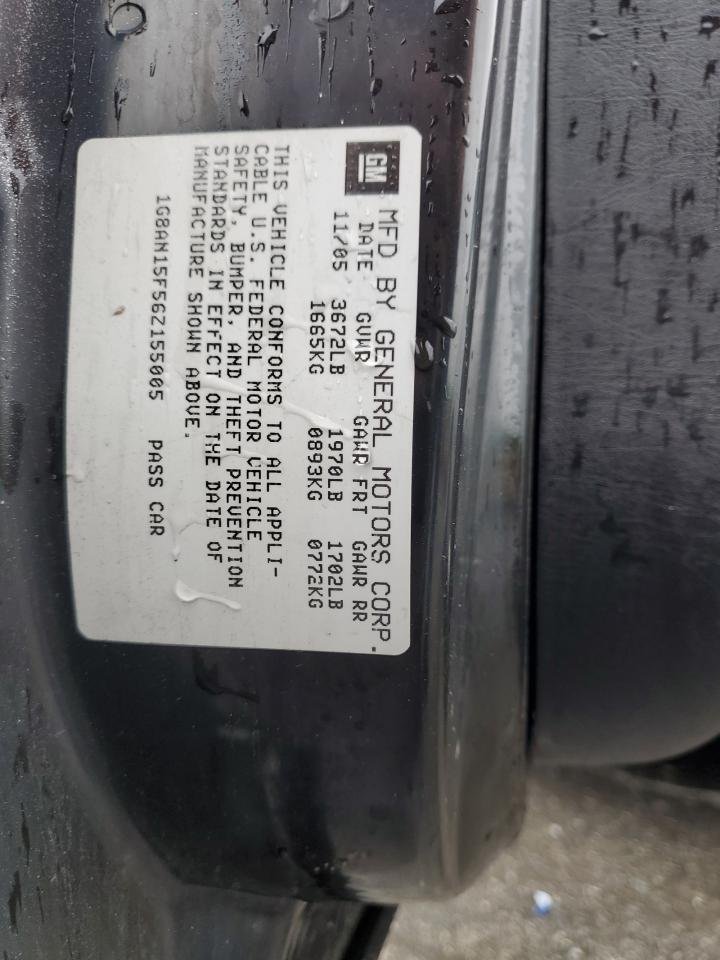 GM MFD BY GENERAL MOTORS CORP.
DATE GVWR GAWR FRT GAWR RR
11/05 3672LB 1970LB 1702LB
1665KG 0893KG 0772KG
THIS VEHICLE CONFORMS TO ALL APPLI-
CABLE U.S. FEDERAL MOTOR VEHICLE
SAFETY, BUMPER, AND THEFT PREVENTION
STANDARDS IN EFFECT ON THE DATE OF
MANUFACTURE SHOWN ABOVE.
1G8AN15F56Z155005 PASS CAR